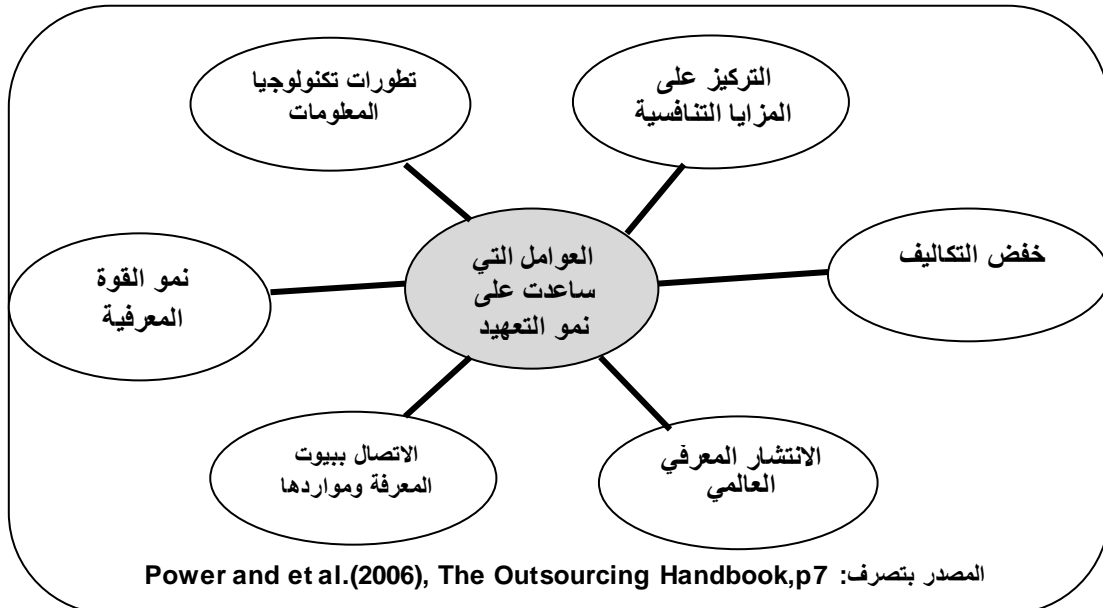 التركيز على
المزايا التنافسية
تطورات تكنولوجيا
المعلومات
خفض التكاليف
العوامل التي
ساعدت على
نمو التعهيد
نمو القوة
المعرفية
الانتشار المعرفي
العالمي
الاتصال ببيوت
المعرفة ومواردها
المصدر بتصرف: Power and et al.(2006), The Outsourcing Handbook,p7